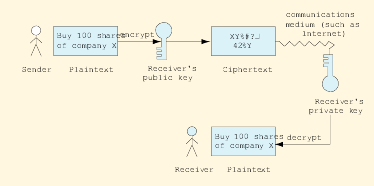 communications
medium (such as
Internet)
Buy 100 shares
of company X
encrypt
XY%#?
42%Y
Sender
Plaintext
Receiver's
public key
Ciphertext
Receiver's
private key
Buy 100 shares
of company X
decrypt
Receiver
Plaintext